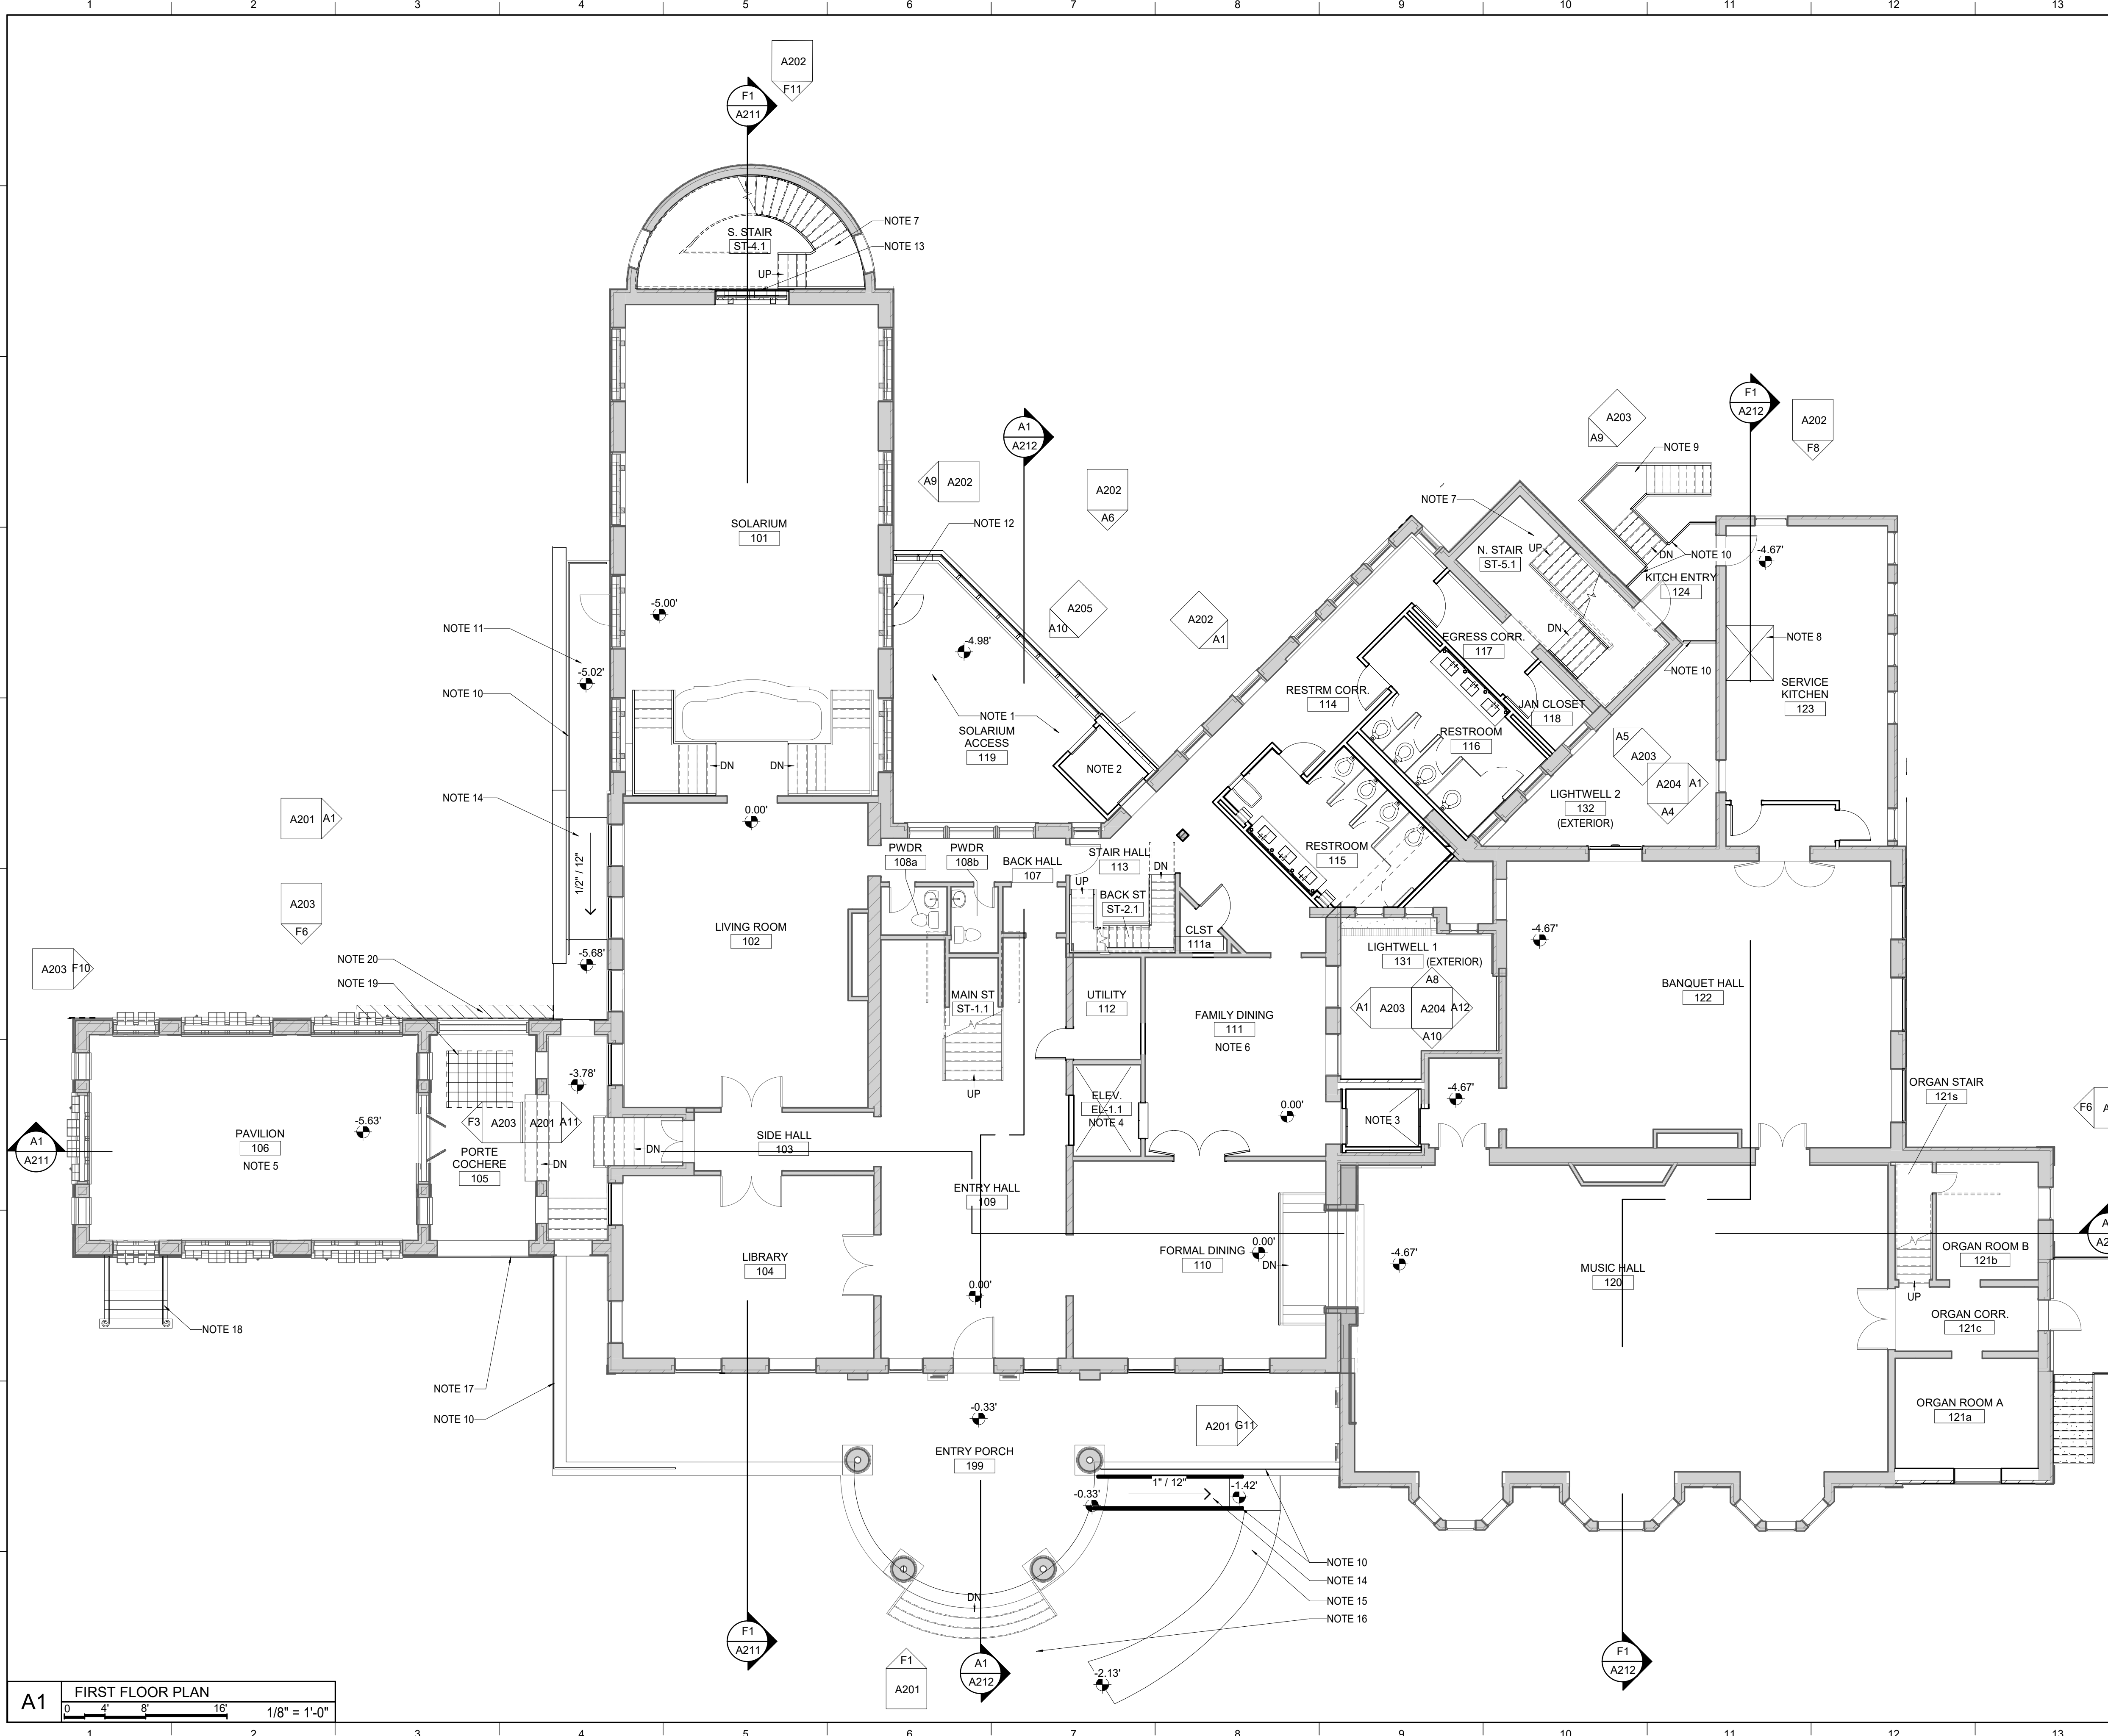 1 2 3 4 5 6 7 8 9 10 11 12 13
A202
F11
F1
A211
NOTE 7
S. STAIR
ST-4.1
NOTE 13
UP
F1
A212
A202
F8
A203
A9
NOTE 9
A1
A212
A9 A202
A202
A6
NOTE 7
NOTE 12
SOLARIUM
101
N. STAIR
ST-5.1
UP
DN
NOTE 10
-4.67'
KITCH ENTRY
124
-5.00'
A205
A10
A202
A1
NOTE 11
-4.98'
EGRESS CORR.
117
DN
NOTE 8
-5.02'
NOTE 10
NOTE 10
RESTRM CORR.
114
SERVICE
KITCHEN
123
JAN CLOSET
118
NOTE 1
SOLARIUM
ACCESS
119
RESTROOM
116
A5
A203
DN
DN
NOTE 2
A204 A1
A4
NOTE 14
LIGHTWELL 2
132
(EXTERIOR)
A201 A1
0.00'
1/2" / 12"
PWDR
108a
PWDR
108b
BACK HALL
107
STAIR HALL
113
RESTROOM
115
UP
DN
BACK ST
ST-2.1
A203
F6
LIVING ROOM
102
CLST
111a
-4.67'
LIGHTWELL 1
131 (EXTERIOR)
A203 F10
NOTE 20
-5.68'
NOTE 19
BANQUET HALL
122
MAIN ST
ST-1.1
UTILITY
112
A8
A1 A203
A204 A12
A10
FAMILY DINING
111
NOTE 6
-3.78'
UP
ELEV.
EL-1.1
NOTE 4
-4.67'
ORGAN STAIR
121s
F6
F3 A203
A201 A11
0.00'
NOTE 3
A1
A211
PAVILION
106
NOTE 5
-5.63'
PORTE
COCHERE
105
DN
DN
SIDE HALL
103
ENTRY HALL
109
LIBRARY
104
FORMAL DINING
110
0.00'
DN
-4.67'
MUSIC HALL
120
ORGAN ROOM B
121b
0.00'
UP
ORGAN CORR.
121c
NOTE 18
NOTE 17
NOTE 10
-0.33'
A201 G11
ORGAN ROOM A
121a
ENTRY PORCH
199
1" / 12"
-0.33'
-1.42'
NOTE 10
NOTE 14
NOTE 15
NOTE 16
DN
F1
A211
F1
A201
A1
A212
-2.13'
F1
A212
A1
FIRST FLOOR PLAN
0 4' 8' 16'
1/8" = 1'-0"
1 2 3 4 5 6 7 8 9 10 11 12 13